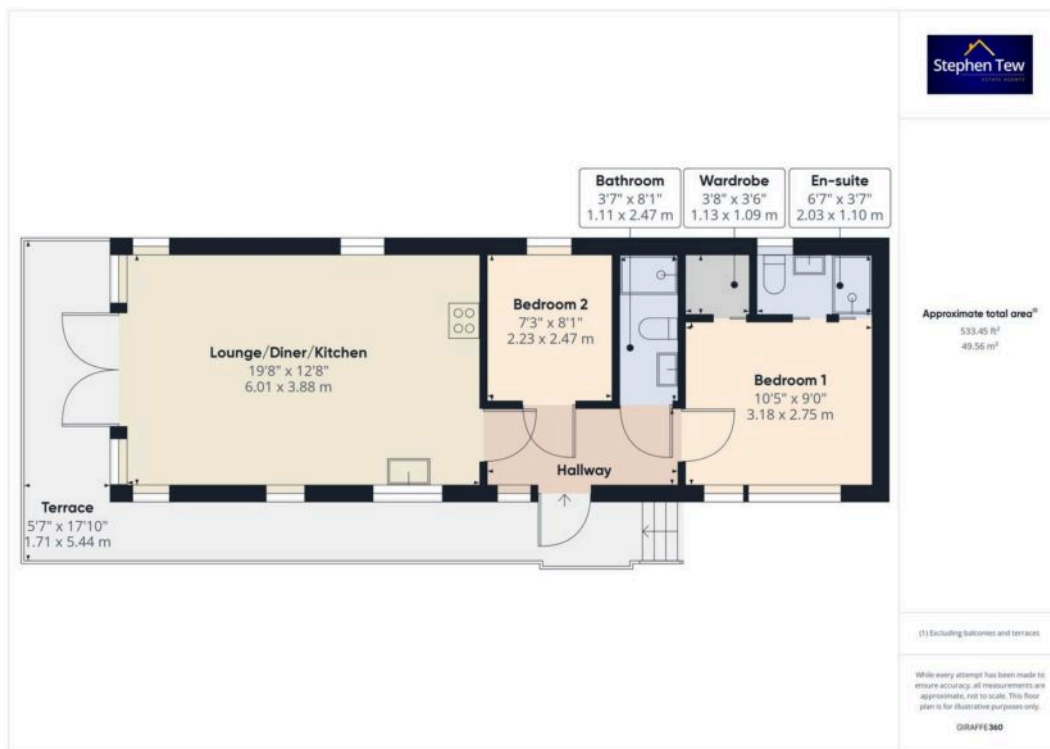 Stephen Tew
ESTATE AGENTS
Bathroom
3'7" x 8'1"
1.11 x 2.47 m
Wardrobe
3'8" x 3'6"
1.13 x 1.09 m
En-suite
6'7" x 3'7"
2.03 x 1.10 m
Bedroom 2
7'3" x 8'1"
2.23 x 2.47 m
Lounge/Diner/Kitchen
19'8" x 12'8"
6.01 x 3.88 m
Bedroom 1
10'5" x 9'0"
3.18 x 2.75 m
Hallway
Terrace
5'7" x 17'10"
1.71 x 5.44 m
Approximate total area⁽¹⁾
533.45 ft²
49.56 m²
(1) Excluding balconies and terraces
While every attempt has been made to
ensure accuracy, all measurements are
approximate, not to scale. This floor
plan is for illustrative purposes only.
GIRAFFE360